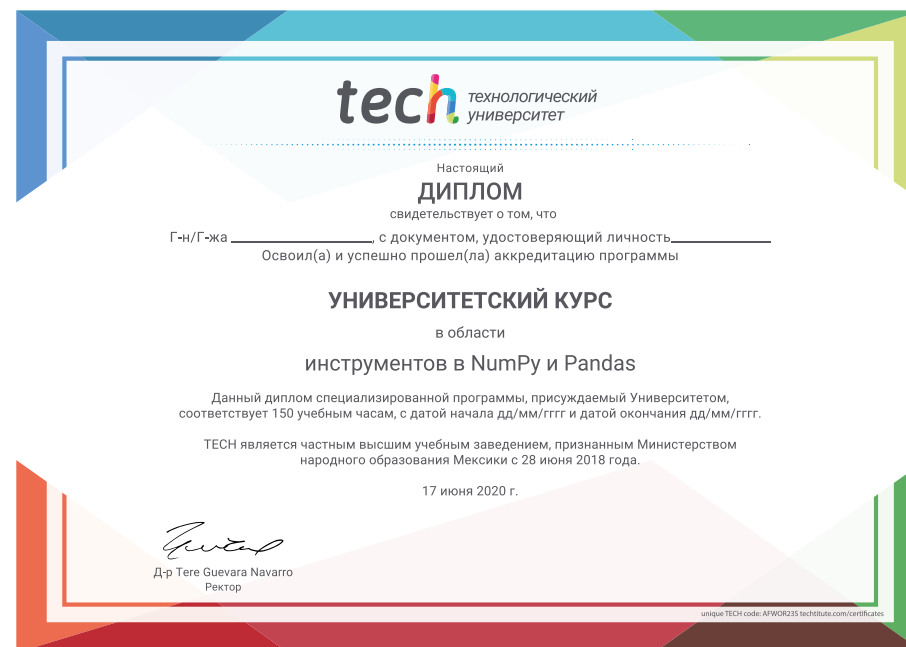 tech технологический
университет
Настоящий
ДИПЛОМ
свидетельствует о том, что
Г-н/Г-жа ____________________, с документом, удостоверяющий личность______________
Освоил(а) и успешно прошел(ла) аккредитацию программы
УНИВЕРСИТЕТСКИЙ КУРС
в области
инструментов в NumPy и Pandas
Данный диплом специализированной программы, присуждаемый Университетом,
соответствует 150 учебным часам, с датой начала дд/мм/гггг и датой окончания дд/мм/гггг.
TECH является частным высшим учебным заведением, признанным Министерством
народного образования Мексики с 28 июня 2018 года.
17 июня 2020 г.
Д-р Tere Guevara Navarro
Ректор
unique TECH code: AFWOR23S techtitute.com/certificates